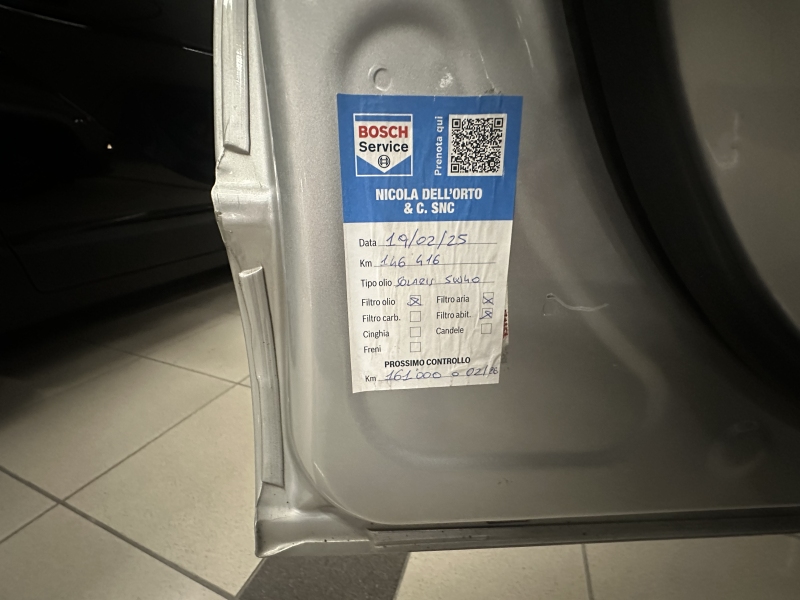 BOSCH
Service
Prenota qui
NICOLA DELL'ORTO
& C. SNC
Data 19/02/25
Km 146 416
Tipo olio SOLARIS 5W40
Filtro olio Filtro aria
Filtro carb. Filtro abit.
Cinghia Candele
Freni
PROSSIMO CONTROLLO
Km 161'000 o 02/26